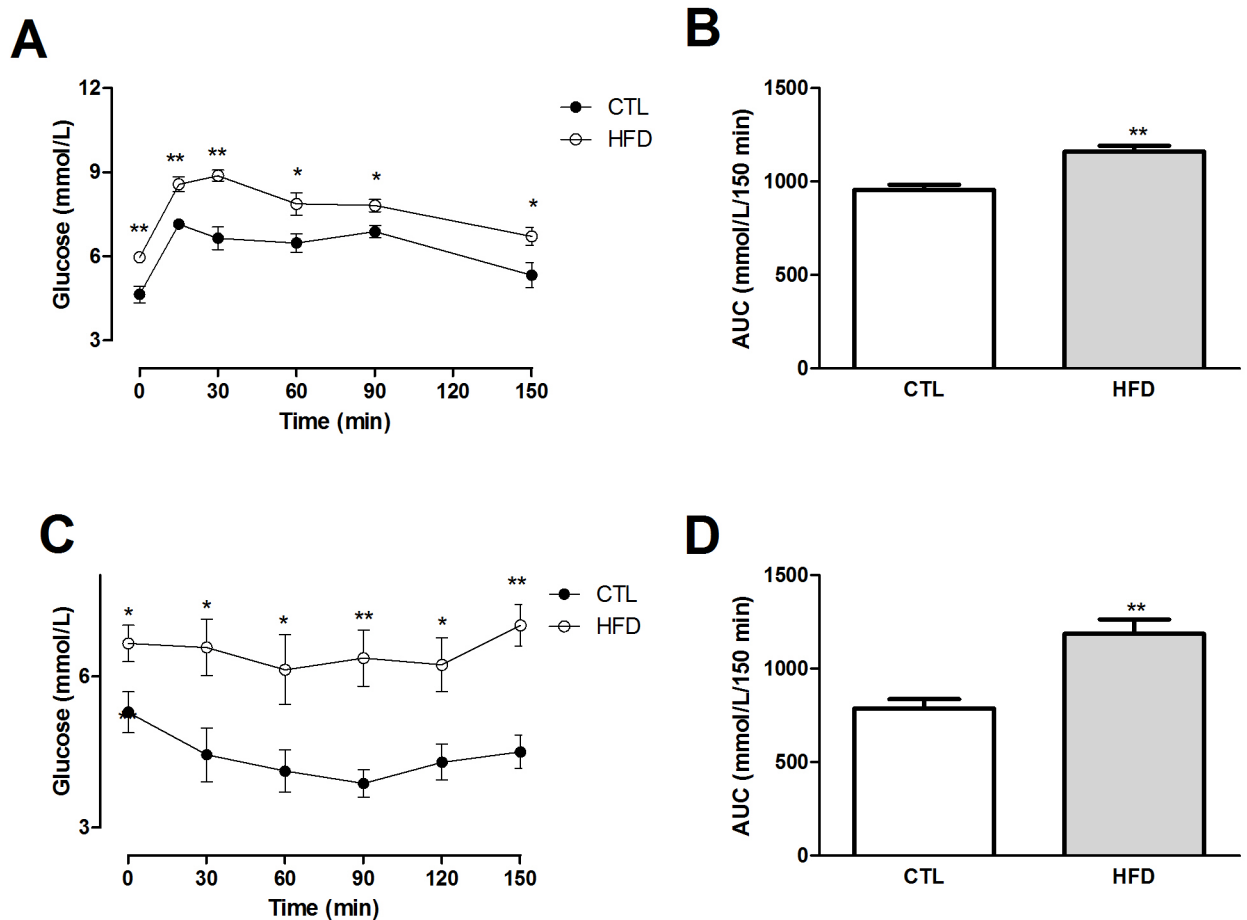 A
Glucose (mmol/L)
12
9
6
3
** ** ** * * *
CTL
HFD
0 30 60 90 120 150
Time (min)
B
AUC (mmol/L/150 min)
1500
1000
500
0
**
CTL HFD
C
Glucose (mmol/L)
6
3
* * * ** * **
**
CTL
HFD
0 30 60 90 120 150
Time (min)
D
AUC (mmol/L/150 min)
1500
1000
500
0
**
CTL HFD